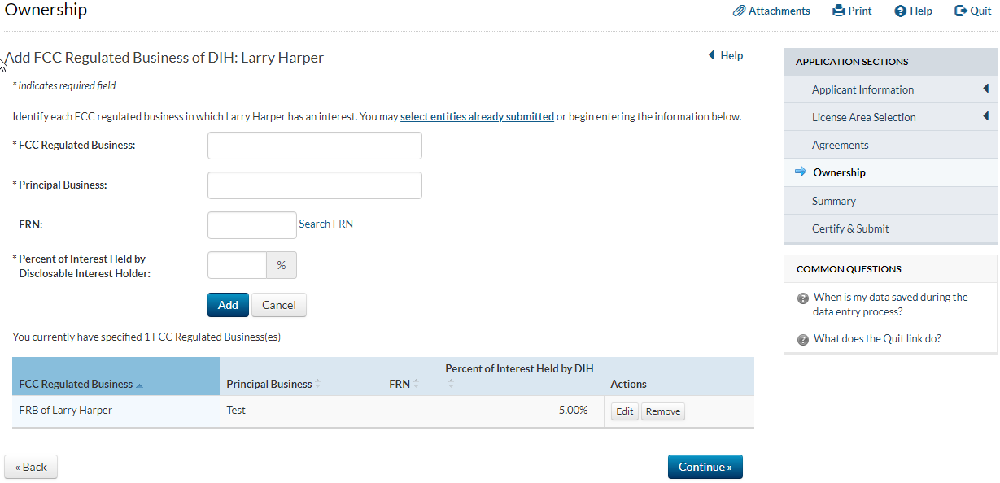 Ownership
Attachments Print Help Quit
Add FCC Regulated Business of DIH: Larry Harper
Help
* indicates required field
Identify each FCC regulated business in which Larry Harper has an interest. You may select entities already submitted or begin entering the information below.
* FCC Regulated Business:
* Principal Business:
FRN:
Search FRN
* Percent of Interest Held by
Disclosable Interest Holder:
%
Add Cancel
You currently have specified 1 FCC Regulated Business(es)
FCC Regulated Business Principal Business FRN Percent of Interest Held by DIH Actions
FRB of Larry Harper Test 5.00% Edit Remove
« Back Continue »
APPLICATION SECTIONS
Applicant Information
License Area Selection
Agreements
Ownership
Summary
Certify & Submit
COMMON QUESTIONS
? When is my data saved during the
data entry process?
? What does the Quit link do?